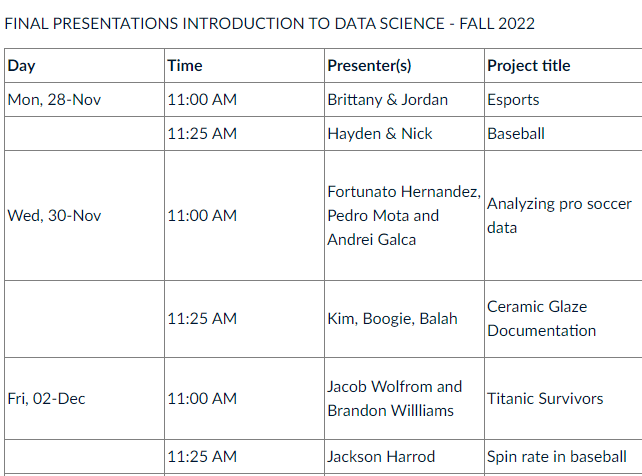 FINAL PRESENTATIONS INTRODUCTION TO DATA SCIENCE - FALL 2022
Day Time Presenter(s) Project title
Mon, 28-Nov 11:00 AM Brittany & Jordan Esports
11:25 AM Hayden & Nick Baseball
Wed, 30-Nov 11:00 AM
Fortunato Hernandez,
Pedro Mota and
Andrei Galca
Analyzing pro soccer
data
11:25 AM Kim, Boogie, Balah
Ceramic Glaze
Documentation
Fri, 02-Dec 11:00 AM
Jacob Wolfrom and
Brandon Willliams
Titanic Survivors
11:25 AM Jackson Harrod Spin rate in baseball